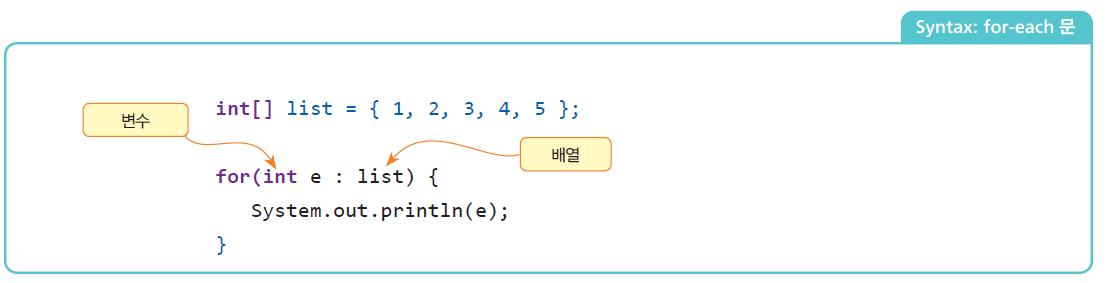 Syntax: for-each 문
int[] list = { 1, 2, 3, 4, 5 };
변수
배열
for(int e : list) {
System.out.println(e);
}